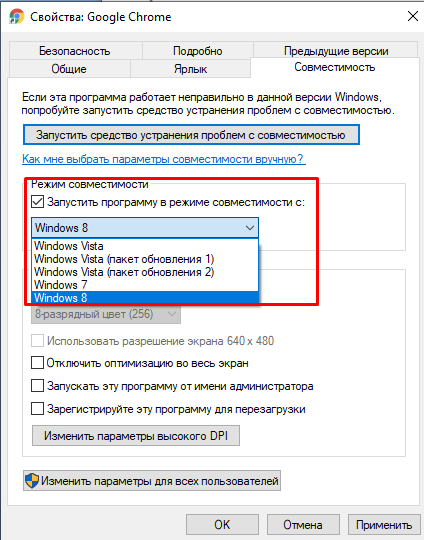 Свойства: Google Chrome
Безопасность Подробно Предыдущие версии
Общие Ярлык Совместимость
Если эта программа работает неправильно в данной версии Windows,
попробуйте запустить средство устранения проблем с совместимостью.
Запустить средство устранения проблем с совместимостью
Как мне выбрать параметры совместимости вручную?
Режим совместимости
Запустить программу в режиме совместимости с:
Windows 8
Windows Vista
Windows Vista (пакет обновления 1)
Windows Vista (пакет обновления 2)
Windows 7
Windows 8
8-разрядный цвет (256)
Использовать разрешение экрана 640 x 480
Отключить оптимизацию во весь экран
Запускать эту программу от имени администратора
Зарегистрируйте эту программу для перезагрузки
Изменить параметры высокого DPI
Изменить параметры для всех пользователей
ОК Отмена Применить